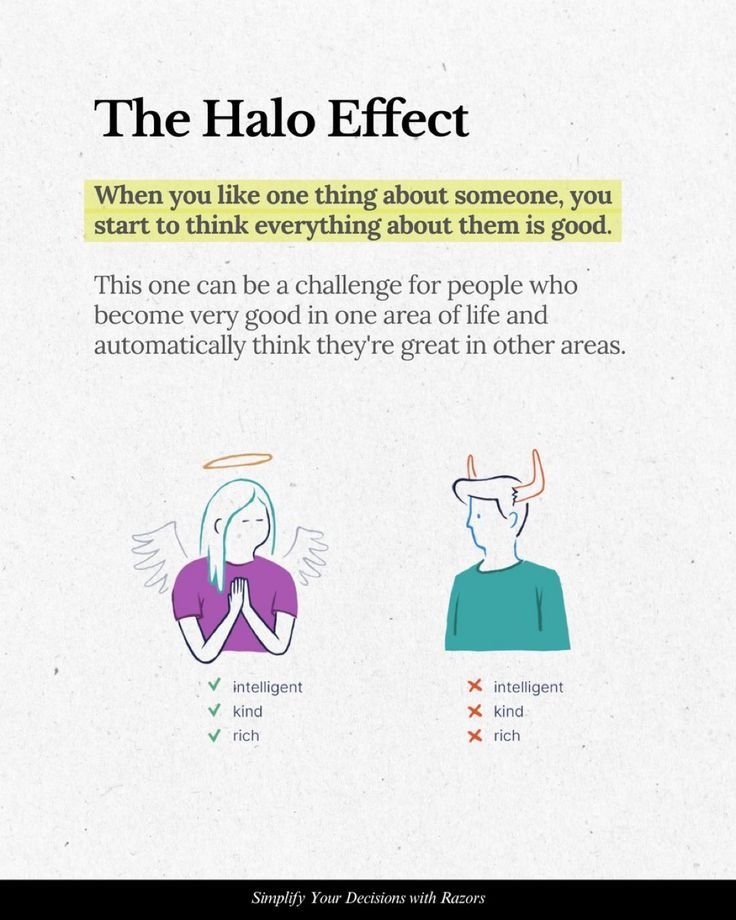 The Halo Effect
When you like one thing about someone, you
start to think everything about them is good.
This one can be a challenge for people who
become very good in one area of life and
automatically think they're great in other areas.
intelligent
kind
rich
intelligent
kind
rich
Simplify Your Decisions with Razors